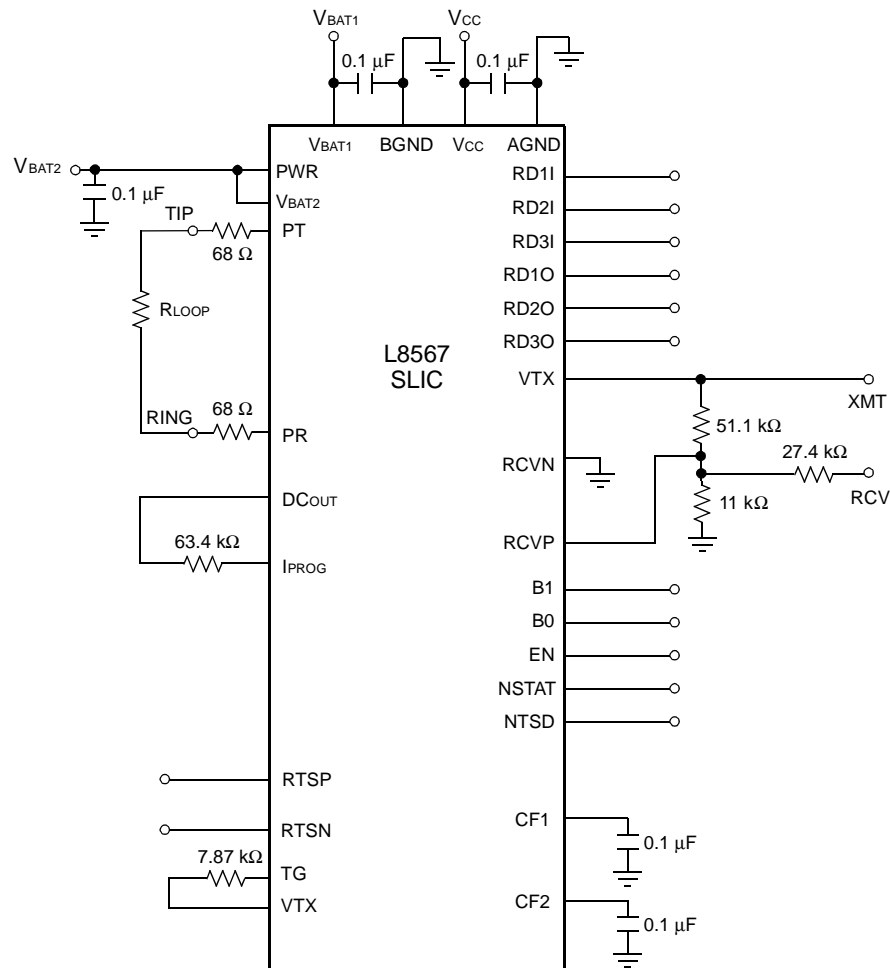 VBAT1
VCC
0.1 µF
0.1 µF
VBAT1
BGND
VCC
AGND
VBAT2
0.1 µF
PWR
VBAT2
TIP
68 Ω
PT
RLOOP
RING
68 Ω
PR
DCOUT
63.4 kΩ
IPROG
RTSP
RTSN
7.87 kΩ
TG
VTX
L8567
SLIC
RD1I
RD2I
RD3I
RD1O
RD2O
RD3O
VTX
XMT
51.1 kΩ
27.4 kΩ
RCV
11 kΩ
RCVN
RCVP
B1
B0
EN
NSTAT
NTSD
CF1
0.1 µF
CF2
0.1 µF